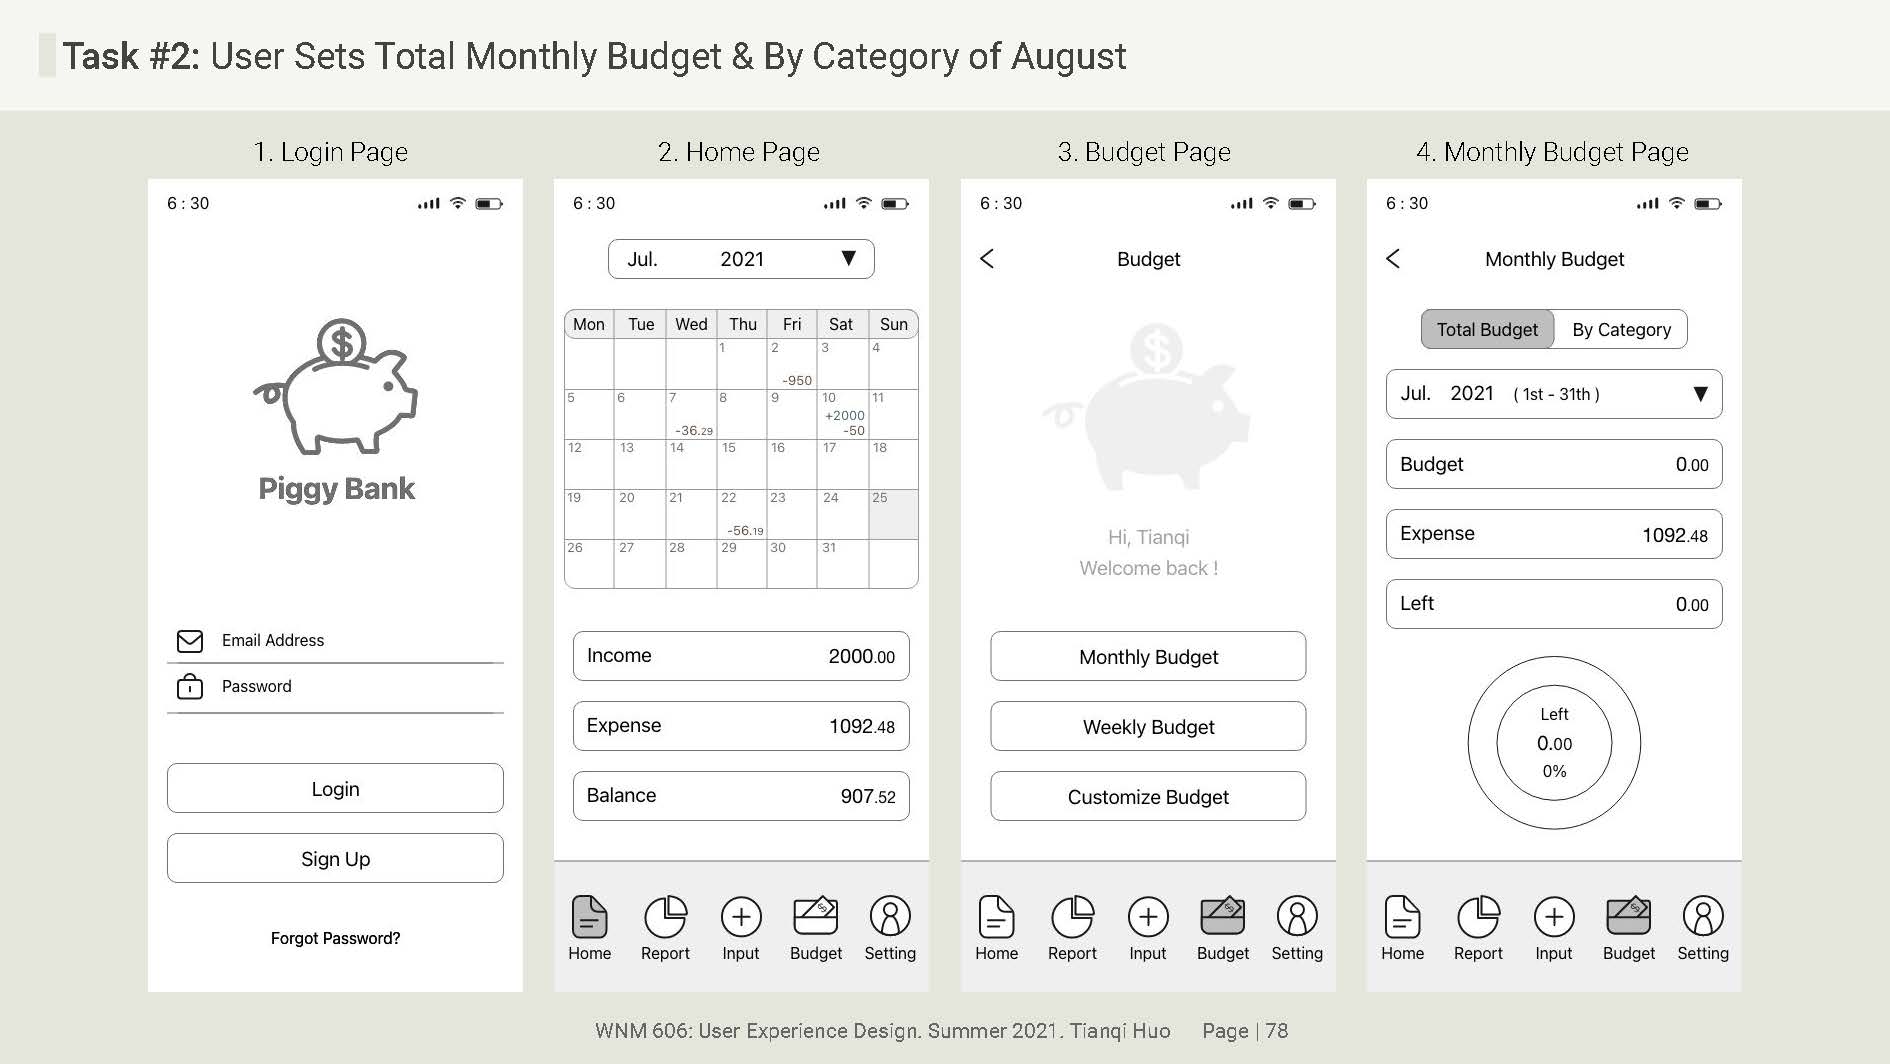 Task #2: User Sets Total Monthly Budget & By Category of August
1. Login Page
6 : 30
$
Piggy Bank
Email Address
Password
Login
Sign Up
Forgot Password?
2. Home Page
6 : 30
Jul. 2021 ▼
Mon Tue Wed Thu Fri Sat Sun
1 2 3 4
-950
5 6 7 8 9 10 11
+2000
-36.29 -50
12 13 14 15 16 17 18
19 20 21 22 23 24 25
-56.19
26 27 28 29 30 31
Income 2000.00
Expense 1092.48
Balance 907.52
Home Report Input Budget Setting
3. Budget Page
6 : 30
< Budget
$
Hi, Tianqi
Welcome back !
Monthly Budget
Weekly Budget
Customize Budget
Home Report Input Budget Setting
4. Monthly Budget Page
6 : 30
< Monthly Budget
Total Budget By Category
Jul. 2021 ( 1st - 31th ) ▼
Budget 0.00
Expense 1092.48
Left 0.00
Left
0.00
0%
Home Report Input Budget Setting
WNM 606: User Experience Design. Summer 2021. Tianqi Huo Page | 78